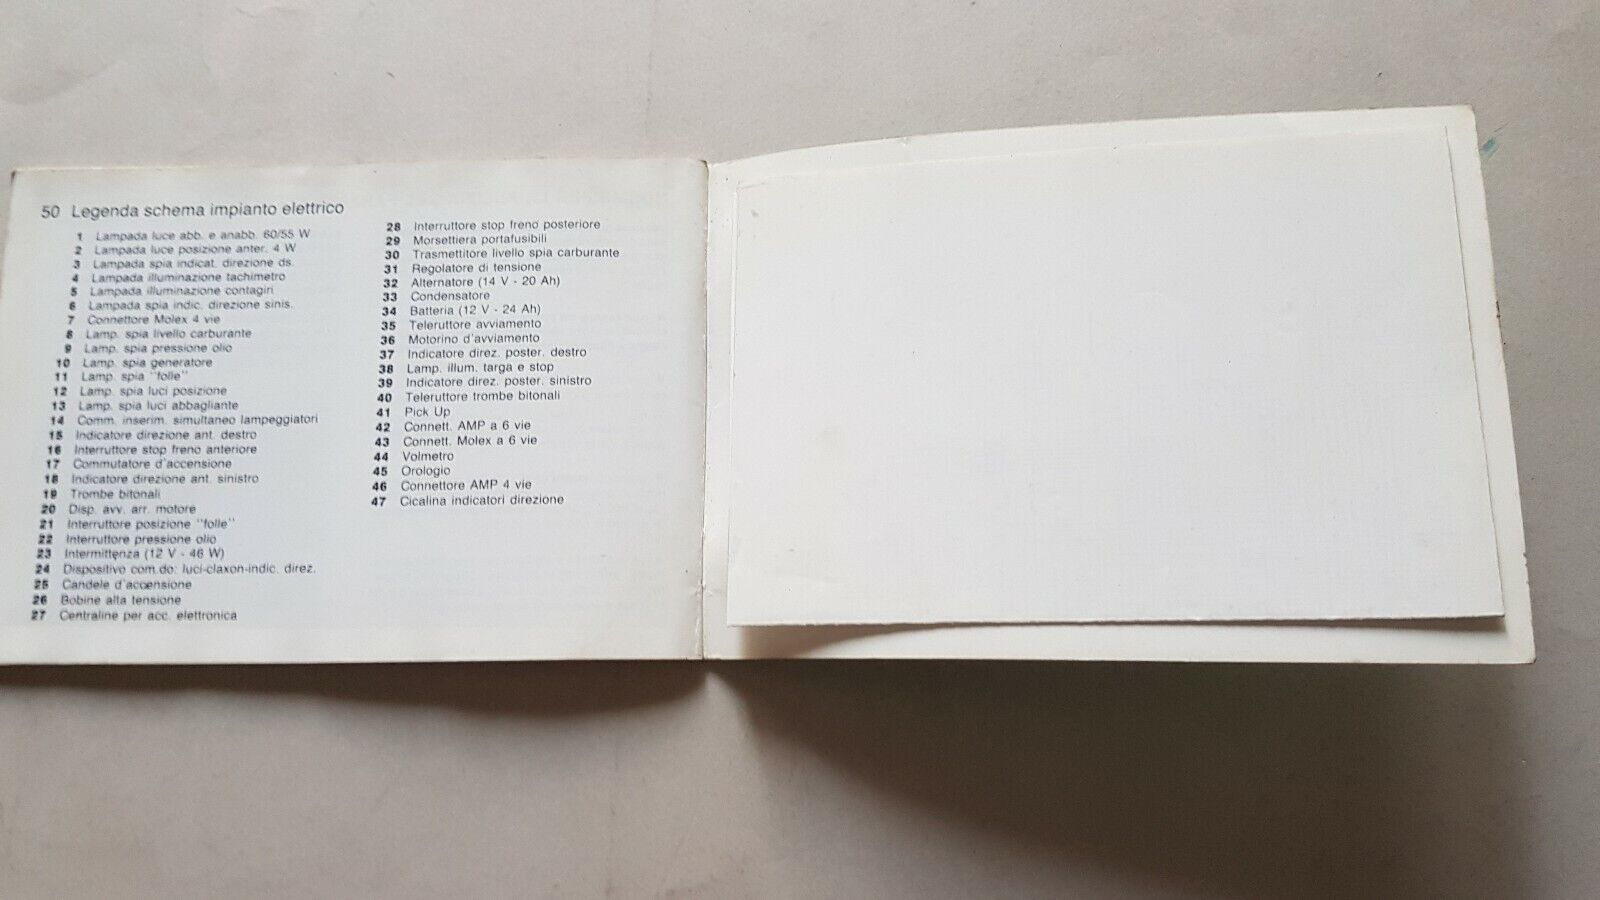 50 Legenda schema impianto elettrico
1 Lampada luce abb. e anabb. 60/55 W
2 Lampada luce posizione anter. 4 W
3 Lampada spia indicat. direzione ds.
4 Lampada illuminazione tachimetro
5 Lampada illuminazione contagiri
6 Lampada spia indic. direzione sinis.
7 Connettore Molex 4 vie
8 Lamp. spia livello carburante
9 Lamp. spia pressione olio
10 Lamp. spia generatore
11 Lamp. spia "folle"
12 Lamp. spia luci posizione
13 Lamp. spia luci abbagliante
14 Comm. inserim. simultaneo lampeggiatori
15 Indicatore direzione ant. destro
16 Interruttore stop freno anteriore
17 Commutatore d'accensione
18 Indicatore direzione ant. sinistro
19 Trombe bitonali
20 Disp. avv. arr. motore
21 Interruttore posizione "folle"
22 Interruttore pressione olio
23 Intermittenza (12 V - 46 W)
24 Dispositivo com.do: luci-claxon-indic. direz.
25 Candele d'accensione
26 Bobine alta tensione
27 Centraline per acc. elettronica
28 Interruttore stop freno posteriore
29 Morsettiera portafusibili
30 Trasmettitore livello spia carburante
31 Regolatore di tensione
32 Alternatore (14 V - 20 Ah)
33 Condensatore
34 Batteria (12 V - 24 Ah)
35 Teleruttore avviamento
36 Motorino d'avviamento
37 Indicatore direz. poster. destro
38 Lamp. illum. targa e stop
39 Indicatore direz. poster. sinistro
40 Teleruttore trombe bitonali
41 Pick Up
42 Connett. AMP a 6 vie
43 Connett. Molex a 6 vie
44 Volmetro
45 Orologio
46 Connettore AMP 4 vie
47 Cicalina indicatori direzione